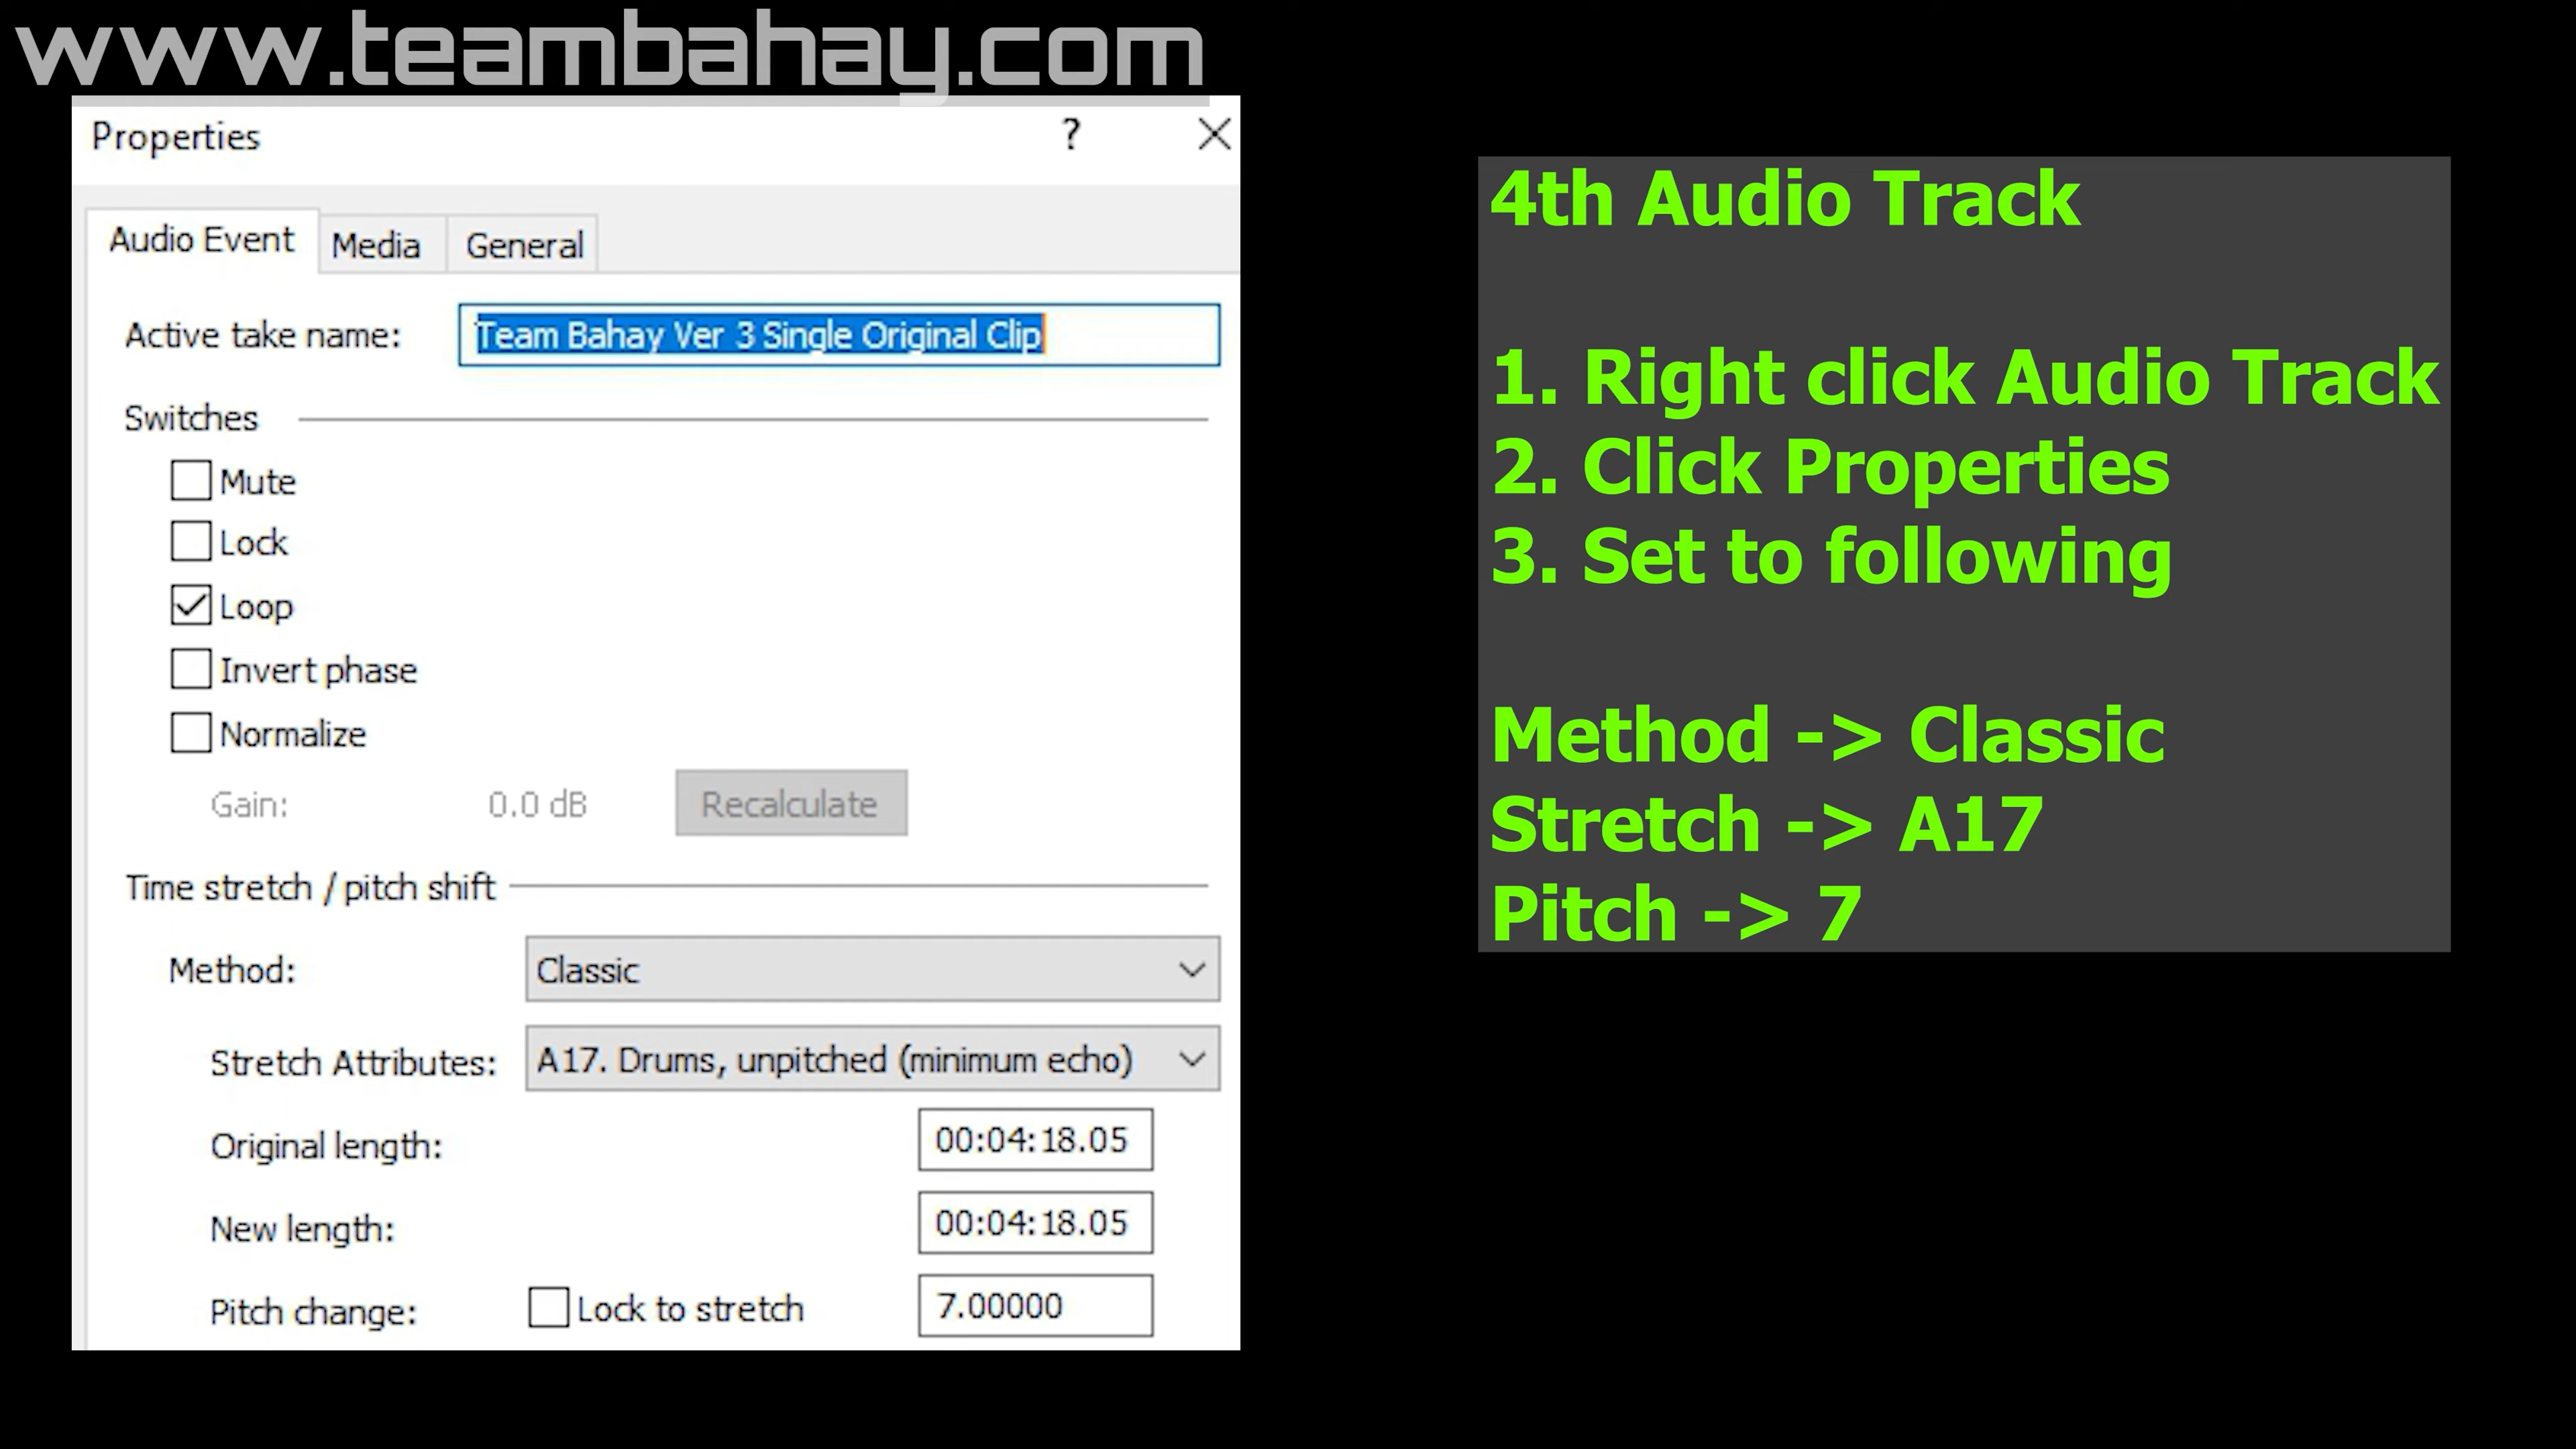 www.teambahay.com
Properties ?
Audio Event Media General
Active take name: Team Bahay Ver 3 Single Original Clip
Switches
Mute
Lock
Loop
Invert phase
Normalize
Gain: 0.0 dB Recalculate
Time stretch / pitch shift
Method: Classic
Stretch Attributes: A17. Drums, unpitched (minimum echo)
Original length: 00:04:18.05
New length: 00:04:18.05
Pitch change: Lock to stretch 7.00000
4th Audio Track
1. Right click Audio Track
2. Click Properties
3. Set to following
Method -> Classic
Stretch -> A17
Pitch -> 7